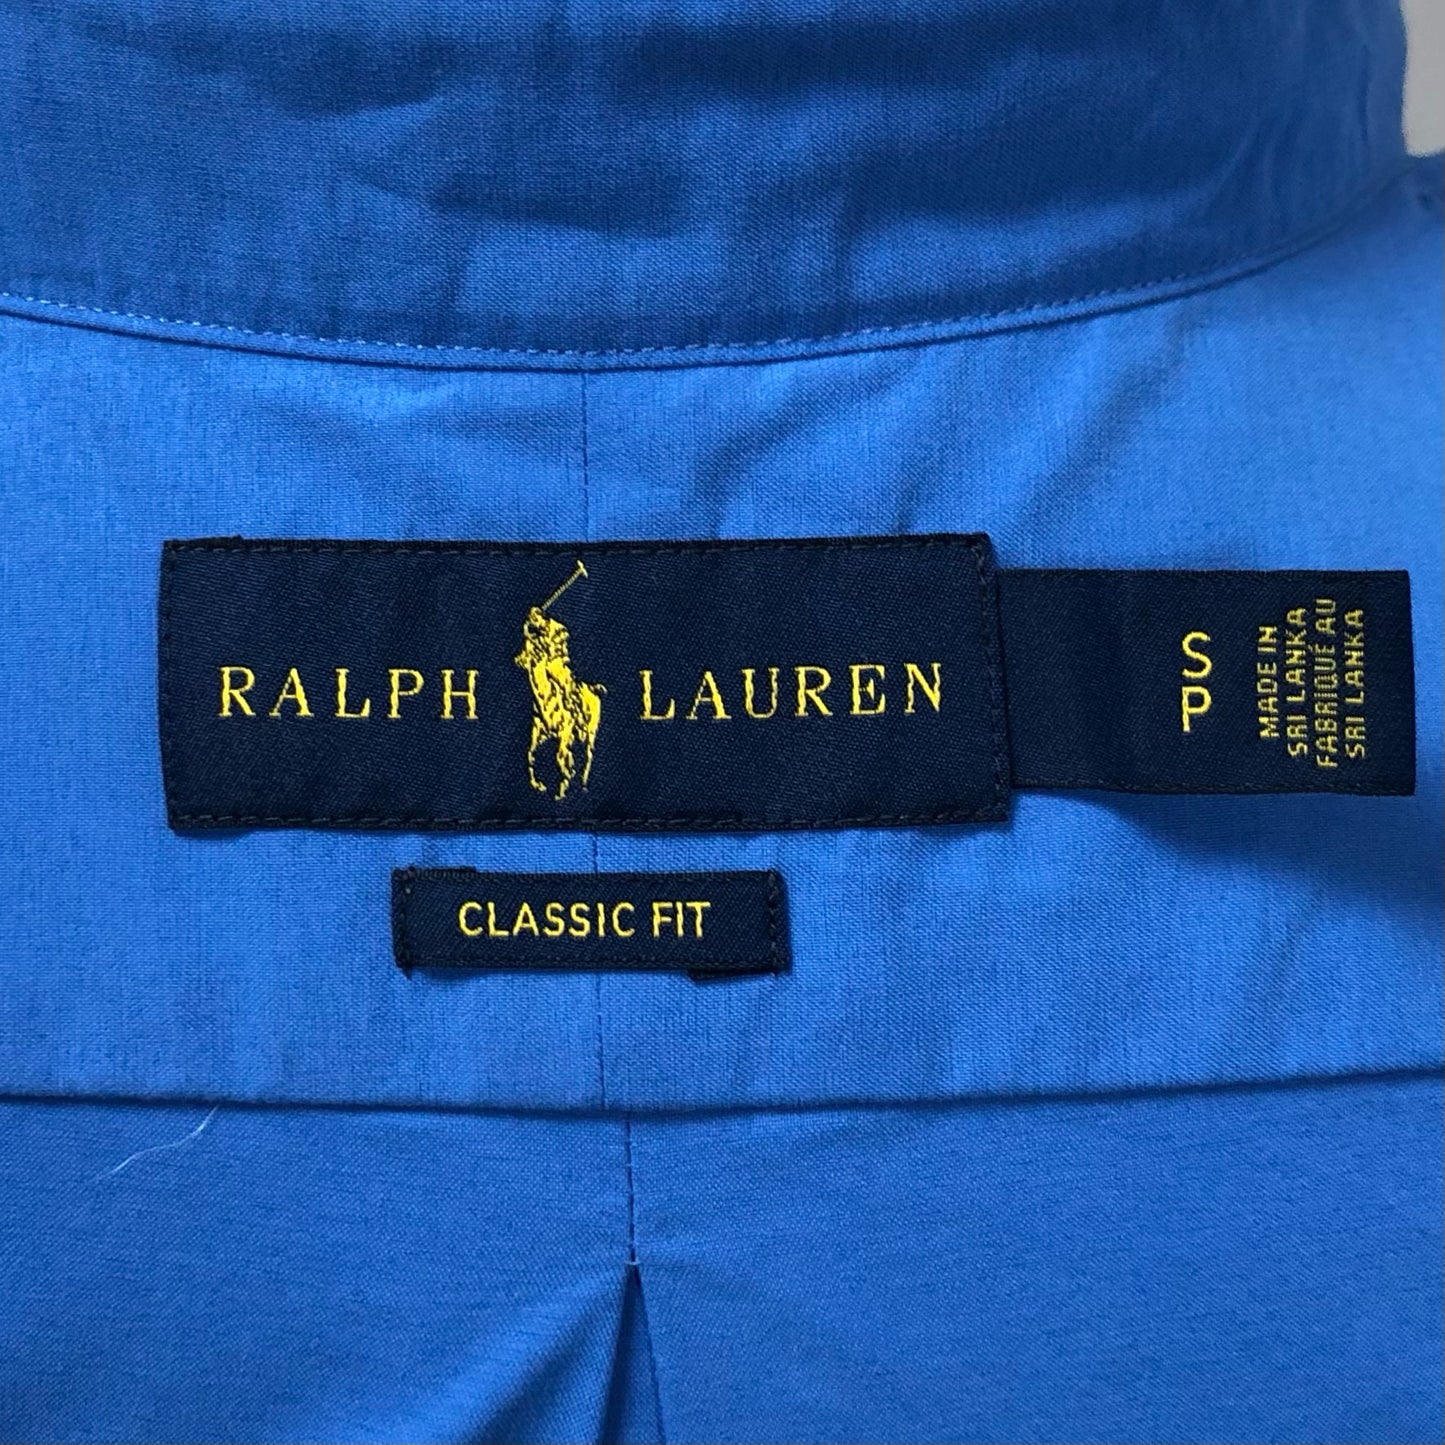 RALPH LAUREN
CLASSIC FIT
S
P
MADE IN
SRI LANKA
FABRIQUÉ AU
SRI LANKA